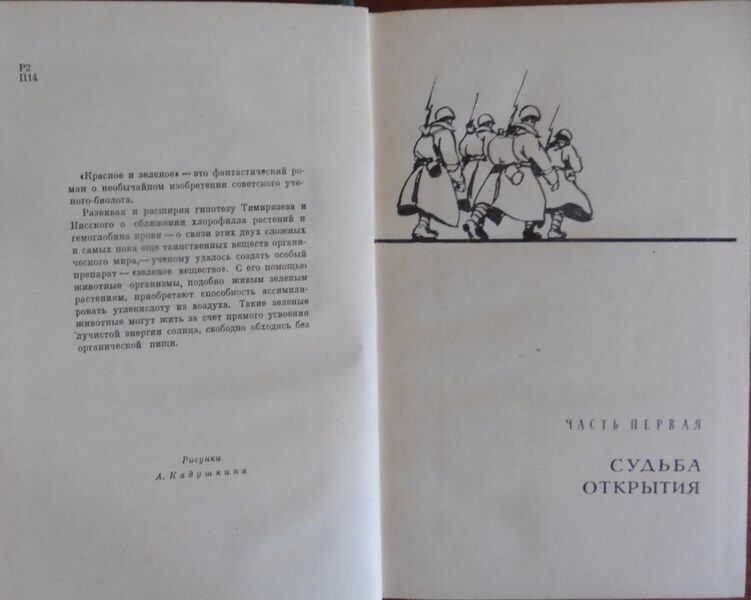 Р2
П14
«Красное и зеленое» — это фантастический ро-
ман о необычайном изобретении советского уче-
ного-биолога.
Развивая и расширяя гипотезу Тимирязева и
Нисского о сближении хлорофилла растений и
гемоглобина крови — о связи этих двух сложных
и самых пока еще таинственных веществ органи-
ческого мира,— ученому удалось создать особый
препарат — «зеленое вещество». С его помощью
животные организмы, подобно живым зеленым
растениям, приобретают способность ассимили-
ровать углекислоту из воздуха. Такие зеленые
животные могут жить за счет прямого усвоения
лучистой энергии солнца, свободно обходясь без
органической пищи.
Рисунки
А. Кадушкина
ЧАСТЬ ПЕРВАЯ
СУДЬБА
ОТКРЫТИЯ